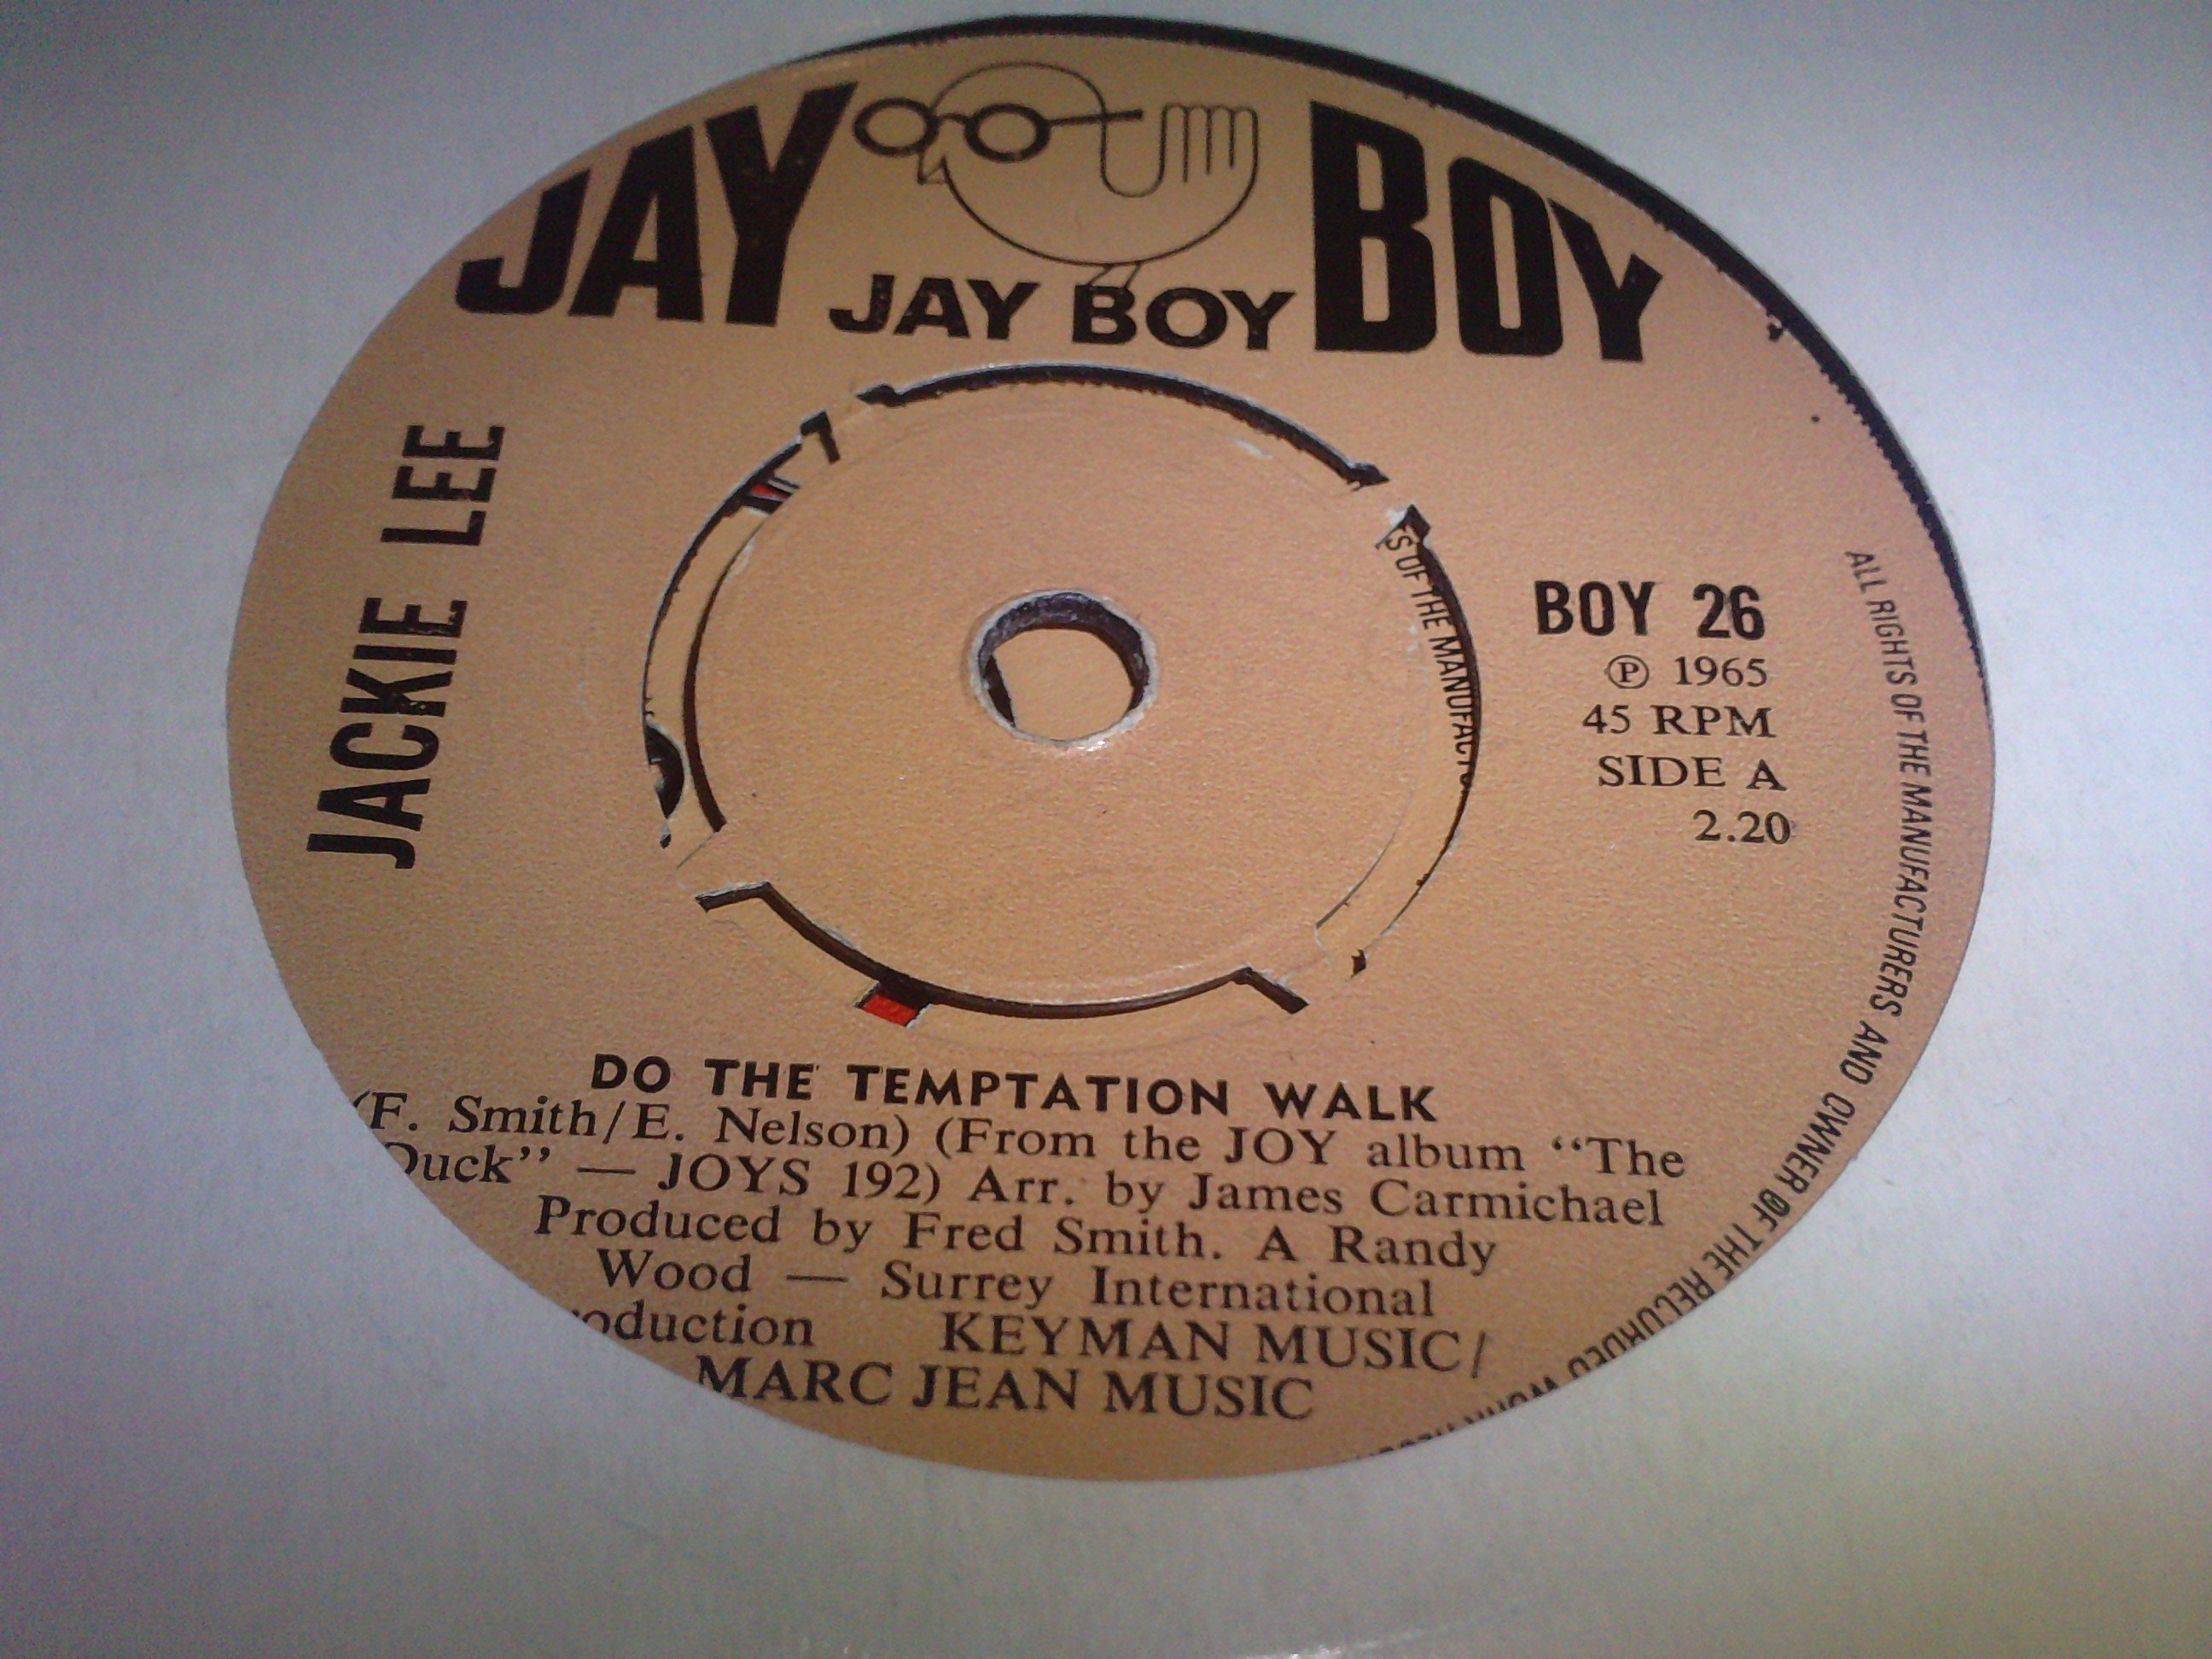 JAY BOY
JAY BOY
JACKIE LEE
BOY 26
℗ 1965
45 RPM
SIDE A
2.20
S OF THE MANUFACTU
DO THE TEMPTATION WALK
(F. Smith/E. Nelson) (From the JOY album “The
Duck” — JOYS 192) Arr. by James Carmichael
Produced by Fred Smith. A Randy
Wood — Surrey International
oduction KEYMAN MUSIC/
MARC JEAN MUSIC
ALL RIGHTS OF THE MANUFACTURERS AND OWNER OF THE RECORDED WORK